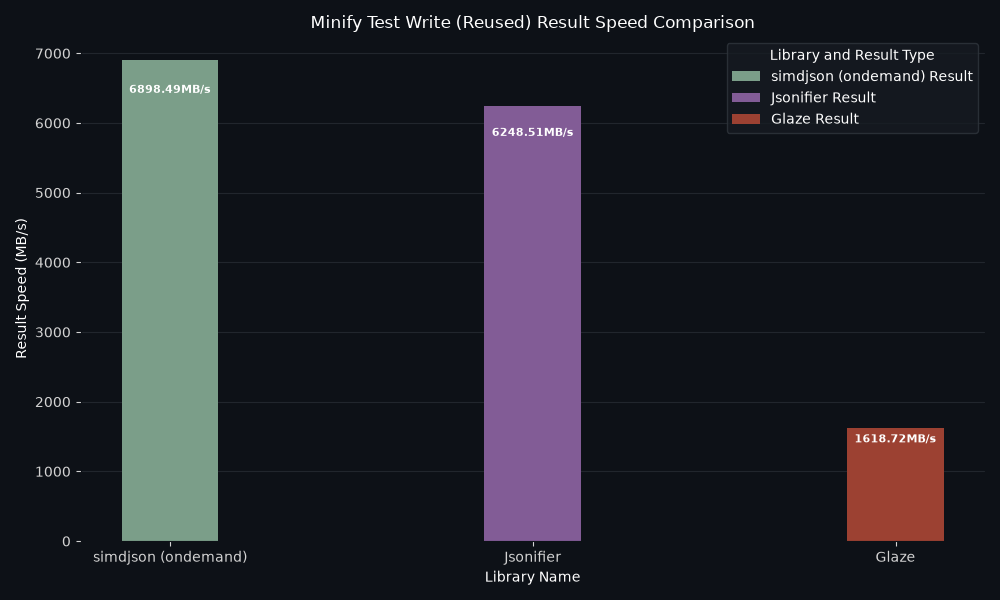 Minify Test Write (Reused) Result Speed Comparison
Library and Result Type
simdjson (ondemand) Result
Jsonifier Result
Glaze Result
Result Speed (MB/s)
7000
6000
5000
4000
3000
2000
1000
0
6898.49MB/s
6248.51MB/s
1618.72MB/s
simdjson (ondemand)
Jsonifier
Glaze
Library Name